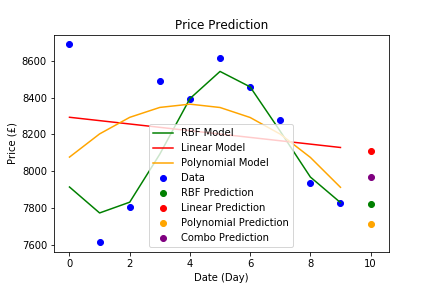 Price Prediction
Price (£)
8600
8400
8200
8000
7800
7600
RBF Model
Linear Model
Polynomial Model
Data
RBF Prediction
Linear Prediction
Polynomial Prediction
Combo Prediction
0 2 4 6 8 10
Date (Day)